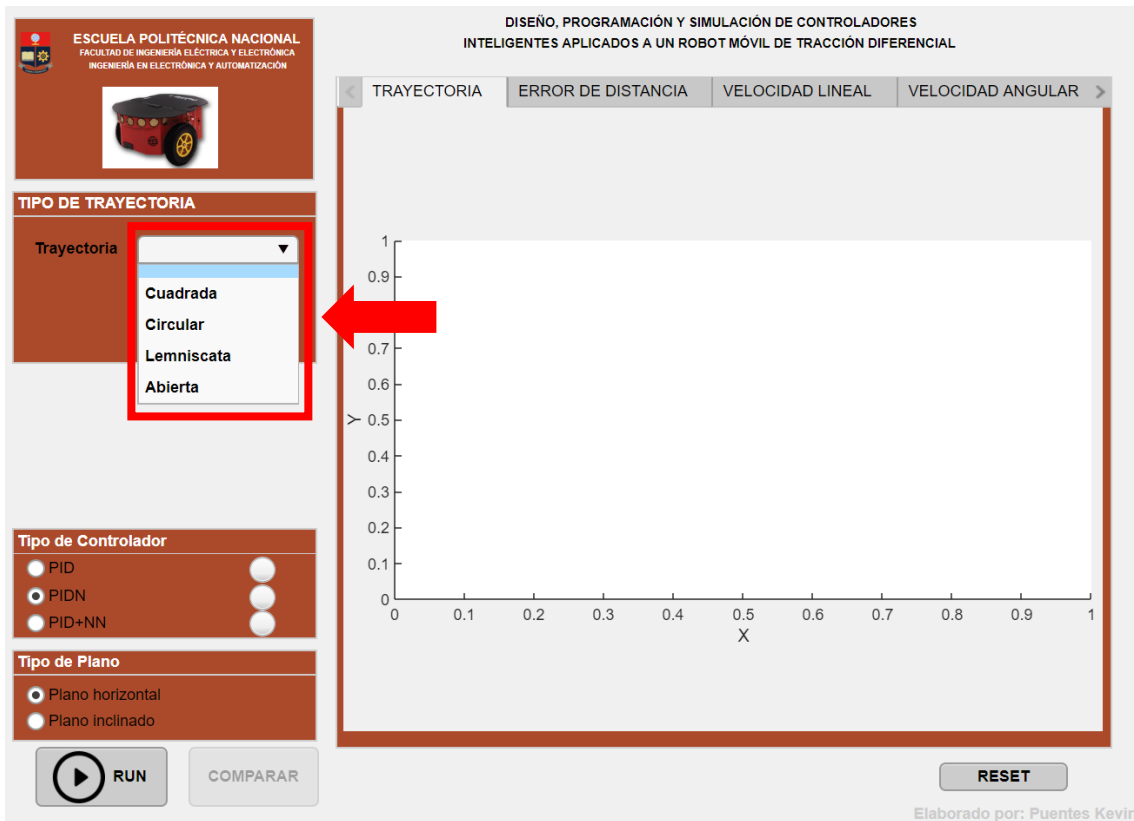 ESCUELA POLITÉCNICA NACIONAL
FACULTAD DE INGENIERÍA ELÉCTRICA Y ELECTRÓNICA
INGENIERÍA EN ELECTRÓNICA Y AUTOMATIZACIÓN
DISEÑO, PROGRAMACIÓN Y SIMULACIÓN DE CONTROLADORES
INTELIGENTES APLICADOS A UN ROBOT MÓVIL DE TRACCIÓN DIFERENCIAL
TRAYECTORIA ERROR DE DISTANCIA VELOCIDAD LINEAL VELOCIDAD ANGULAR
TIPO DE TRAYECTORIA
Trayectoria
Cuadrada
Circular
Lemniscata
Abierta
1
0.9
0.7
0.6
0.5
0.4
0.3
0.2
0.1
0
Y
0 0.1 0.2 0.3 0.4 0.5 0.6 0.7 0.8 0.9 1
X
Tipo de Controlador
PID
PIDN
PID+NN
Tipo de Plano
Plano horizontal
Plano inclinado
RUN
COMPARAR
RESET
Elaborado por: Puentes Kevin